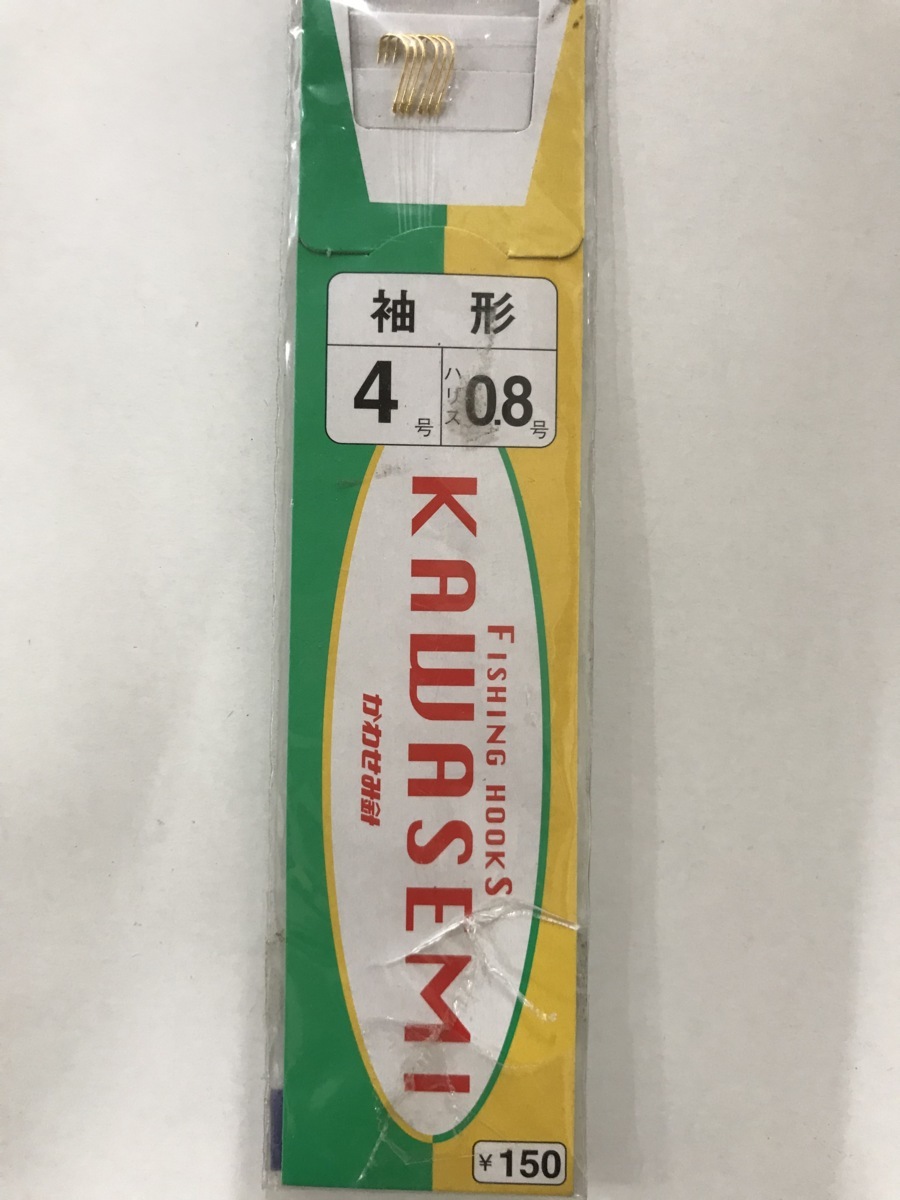 袖 形
4号
ハリス 0.8号
FISHING HOOKS
KAWASEMI
かわせみ針
¥150